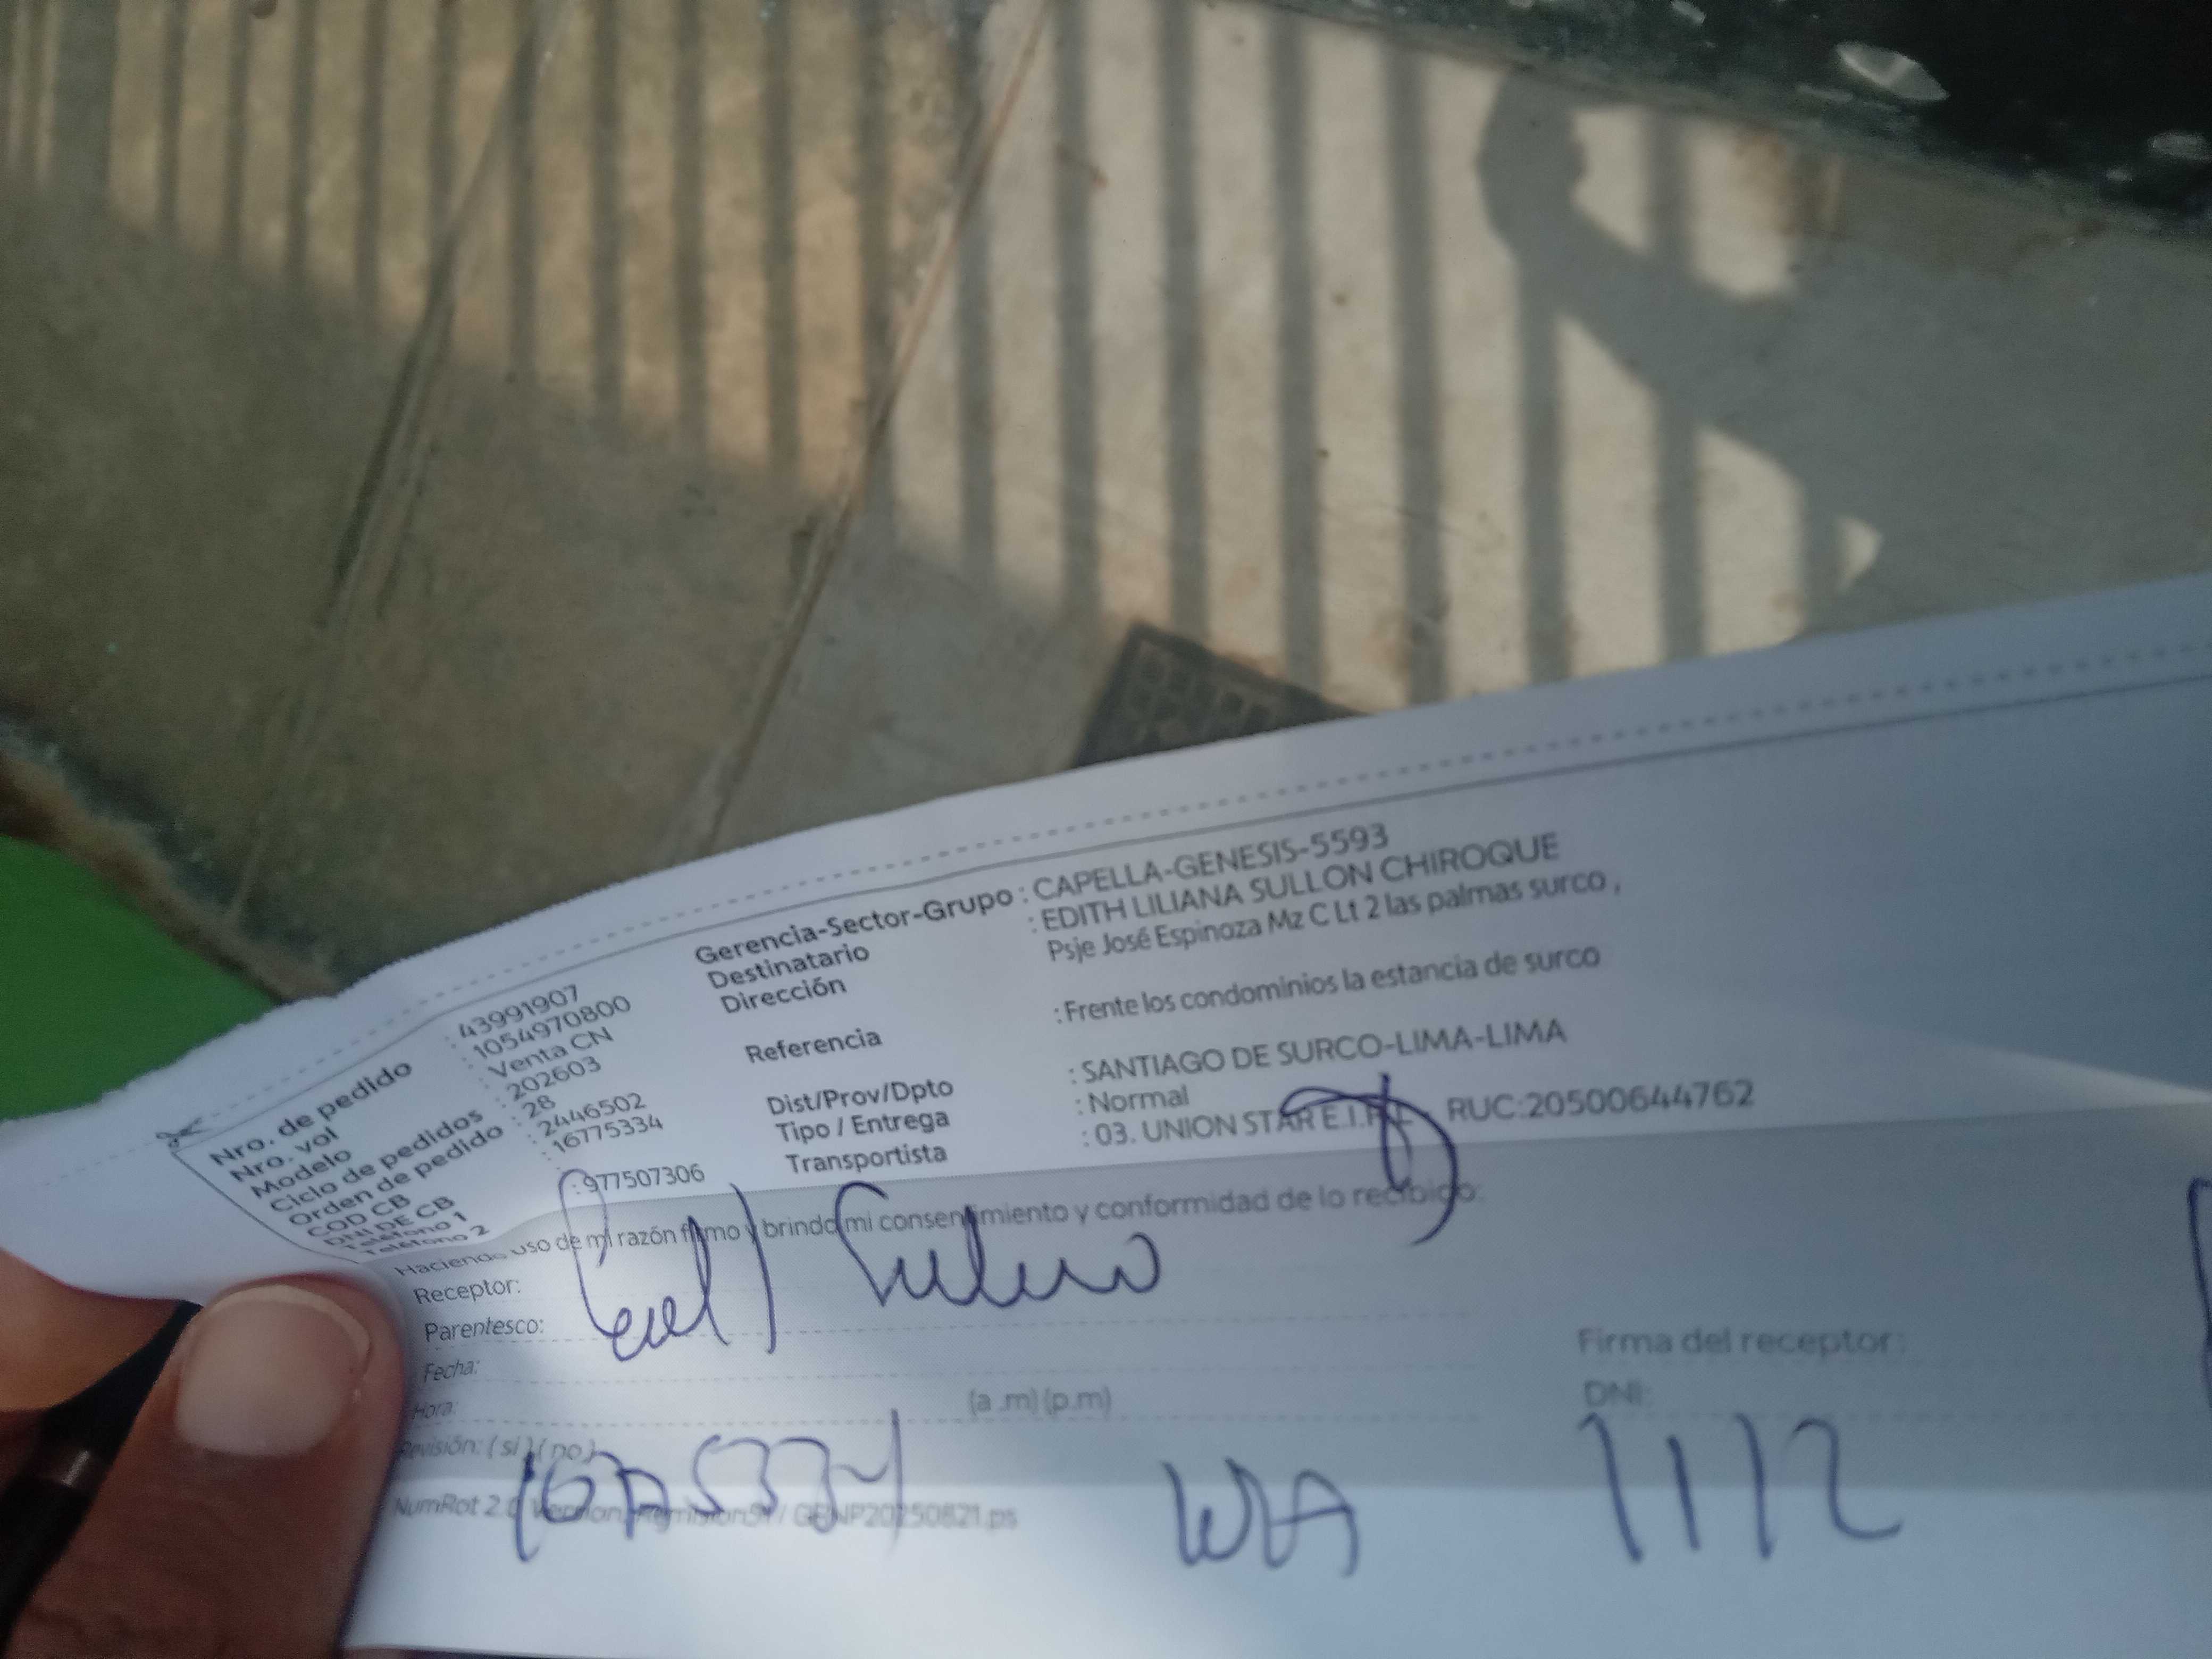 Nro. de pedido : 43991907
Nro. vol : 1054970800
Modelo : Venta CN
Ciclo de pedidos : 202603
Orden de pedido : 28
COD CB : 2446502
DNI DE CB : 16775334
Teléfono 1 : 977507306
Teléfono 2
Gerencia-Sector-Grupo : CAPELLA-GENESIS-5593
Destinatario : EDITH LILIANA SULLON CHIROQUE
Dirección Psje José Espinoza Mz C Lt 2 las palmas surco ,
Referencia : Frente los condominios la estancia de surco
Dist/Prov/Dpto : SANTIAGO DE SURCO-LIMA-LIMA
Tipo / Entrega : Normal
Transportista : 03. UNION STAR E.I.R.L - RUC:20500644762
Haciendo uso de mi razón firmo y brindo mi consentimiento y conformidad de lo recibido:
Receptor:
Parentesco:
Fecha:
Hora: (a .m) (p.m)
Revisión: ( si ) ( no )
Firma del receptor:
DNI:
16775334
1112
NumRot 2.0 Version: